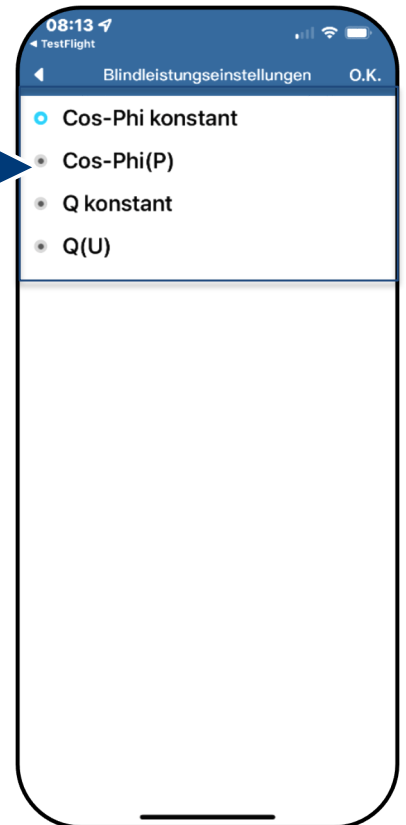 08:13
◀ TestFlight
Blindleistungseinstellungen O.K.
Cos-Phi konstant
Cos-Phi(P)
Q konstant
Q(U)